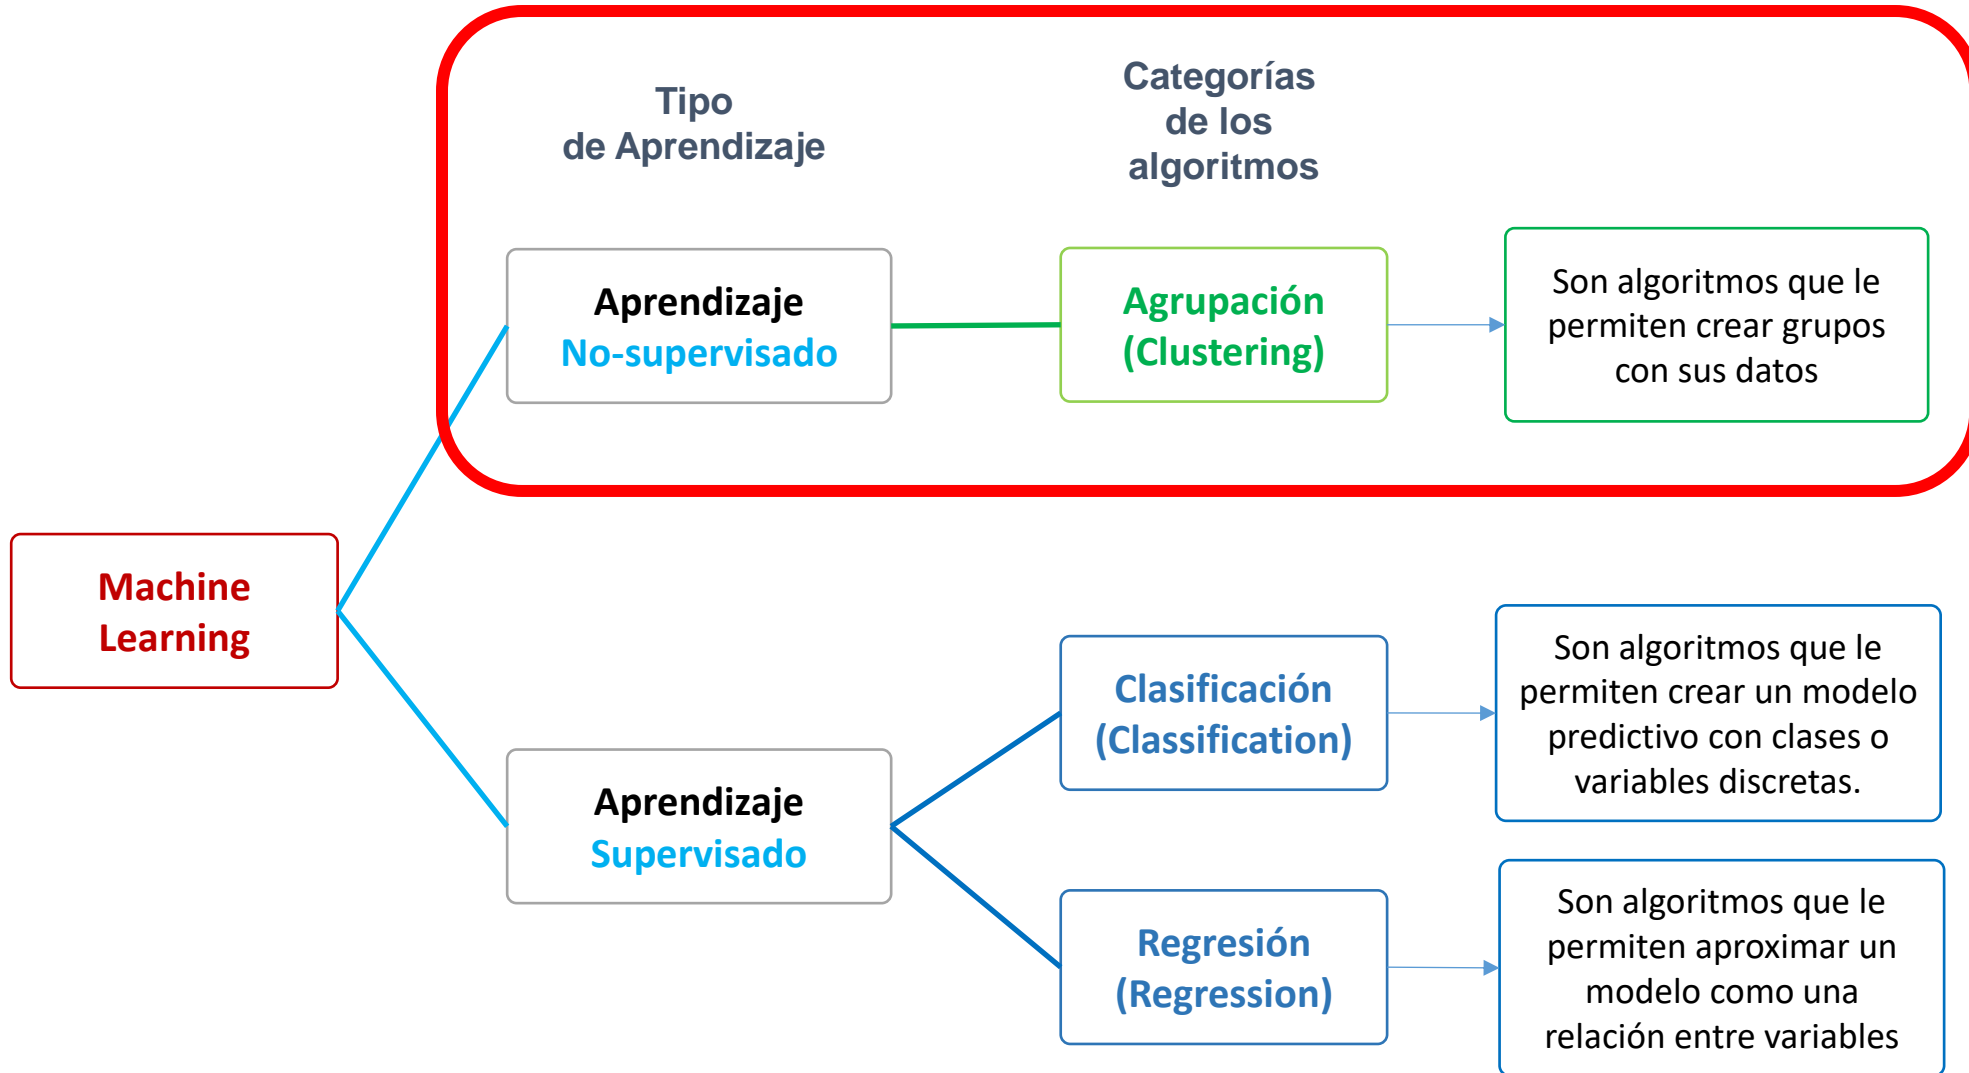 Tipo
de Aprendizaje
Categorías
de los
algoritmos
Aprendizaje
No-supervisado
Agrupación
(Clustering)
Son algoritmos que le
permiten crear grupos
con sus datos
Machine
Learning
Aprendizaje
Supervisado
Clasificación
(Classification)
Son algoritmos que le
permiten crear un modelo
predictivo con clases o
variables discretas.
Regresión
(Regression)
Son algoritmos que le
permiten aproximar un
modelo como una
relación entre variables